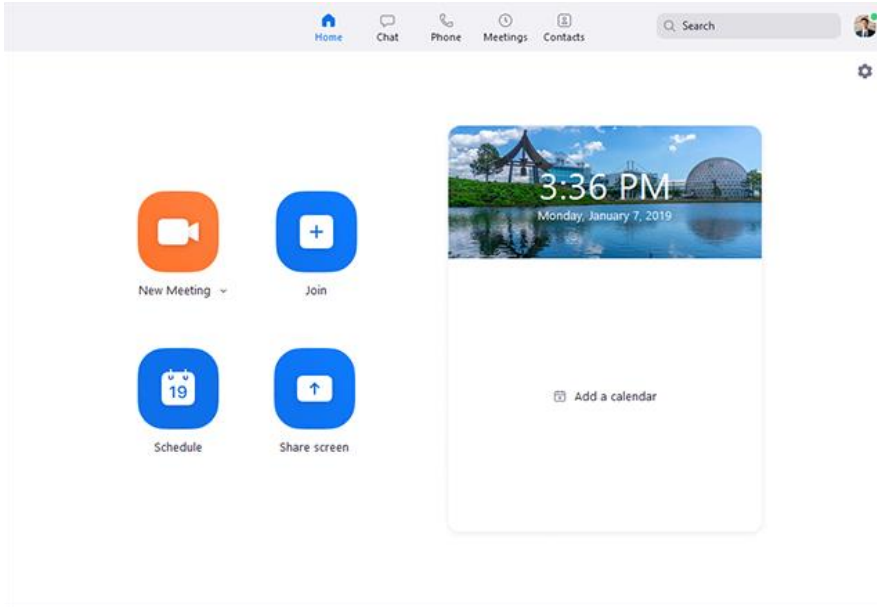 Home Chat Phone Meetings Contacts Search
3:36 PM
Monday, January 7, 2019
New Meeting Join
19
Schedule Share screen
Add a calendar